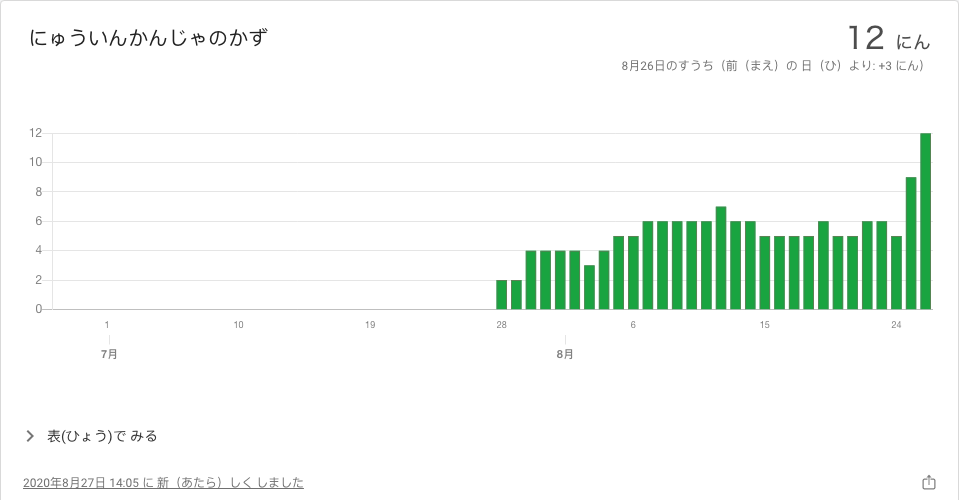 にゅういんかんじゃのかず
12 にん
8月26日のすうち（前（まえ）の 日（ひ）より: +3 にん）
12
10
8
6
4
2
0
1 10 19 28 6 15 24
7月 8月
表(ひょう)で みる
2020年8月27日 14:05 に 新（あたら）しく しました